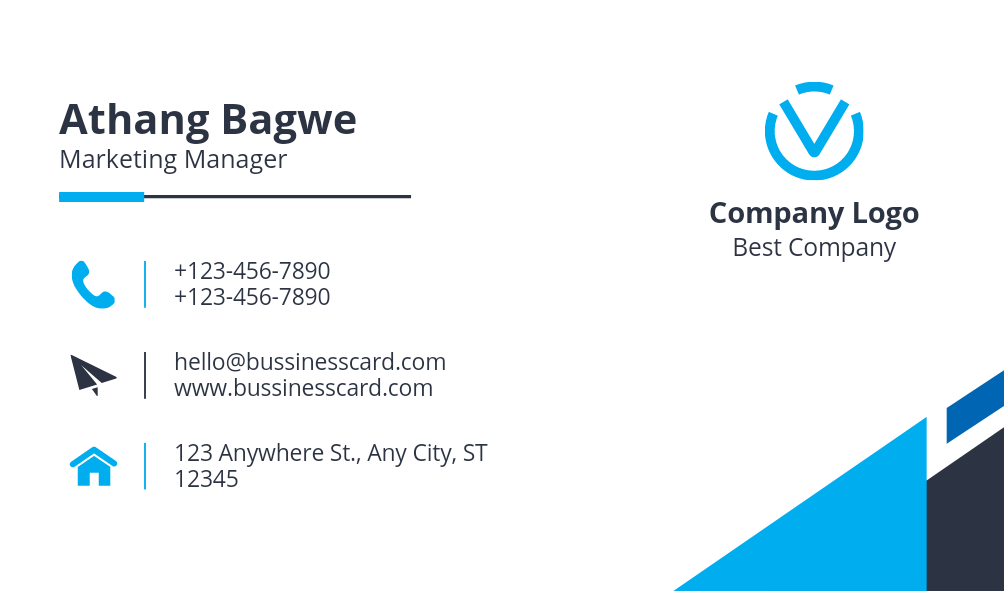 Athang Bagwe
Marketing Manager
+123-456-7890
+123-456-7890
hello@bussinesscard.com
www.bussinesscard.com
123 Anywhere St., Any City, ST
12345
Company Logo
Best Company